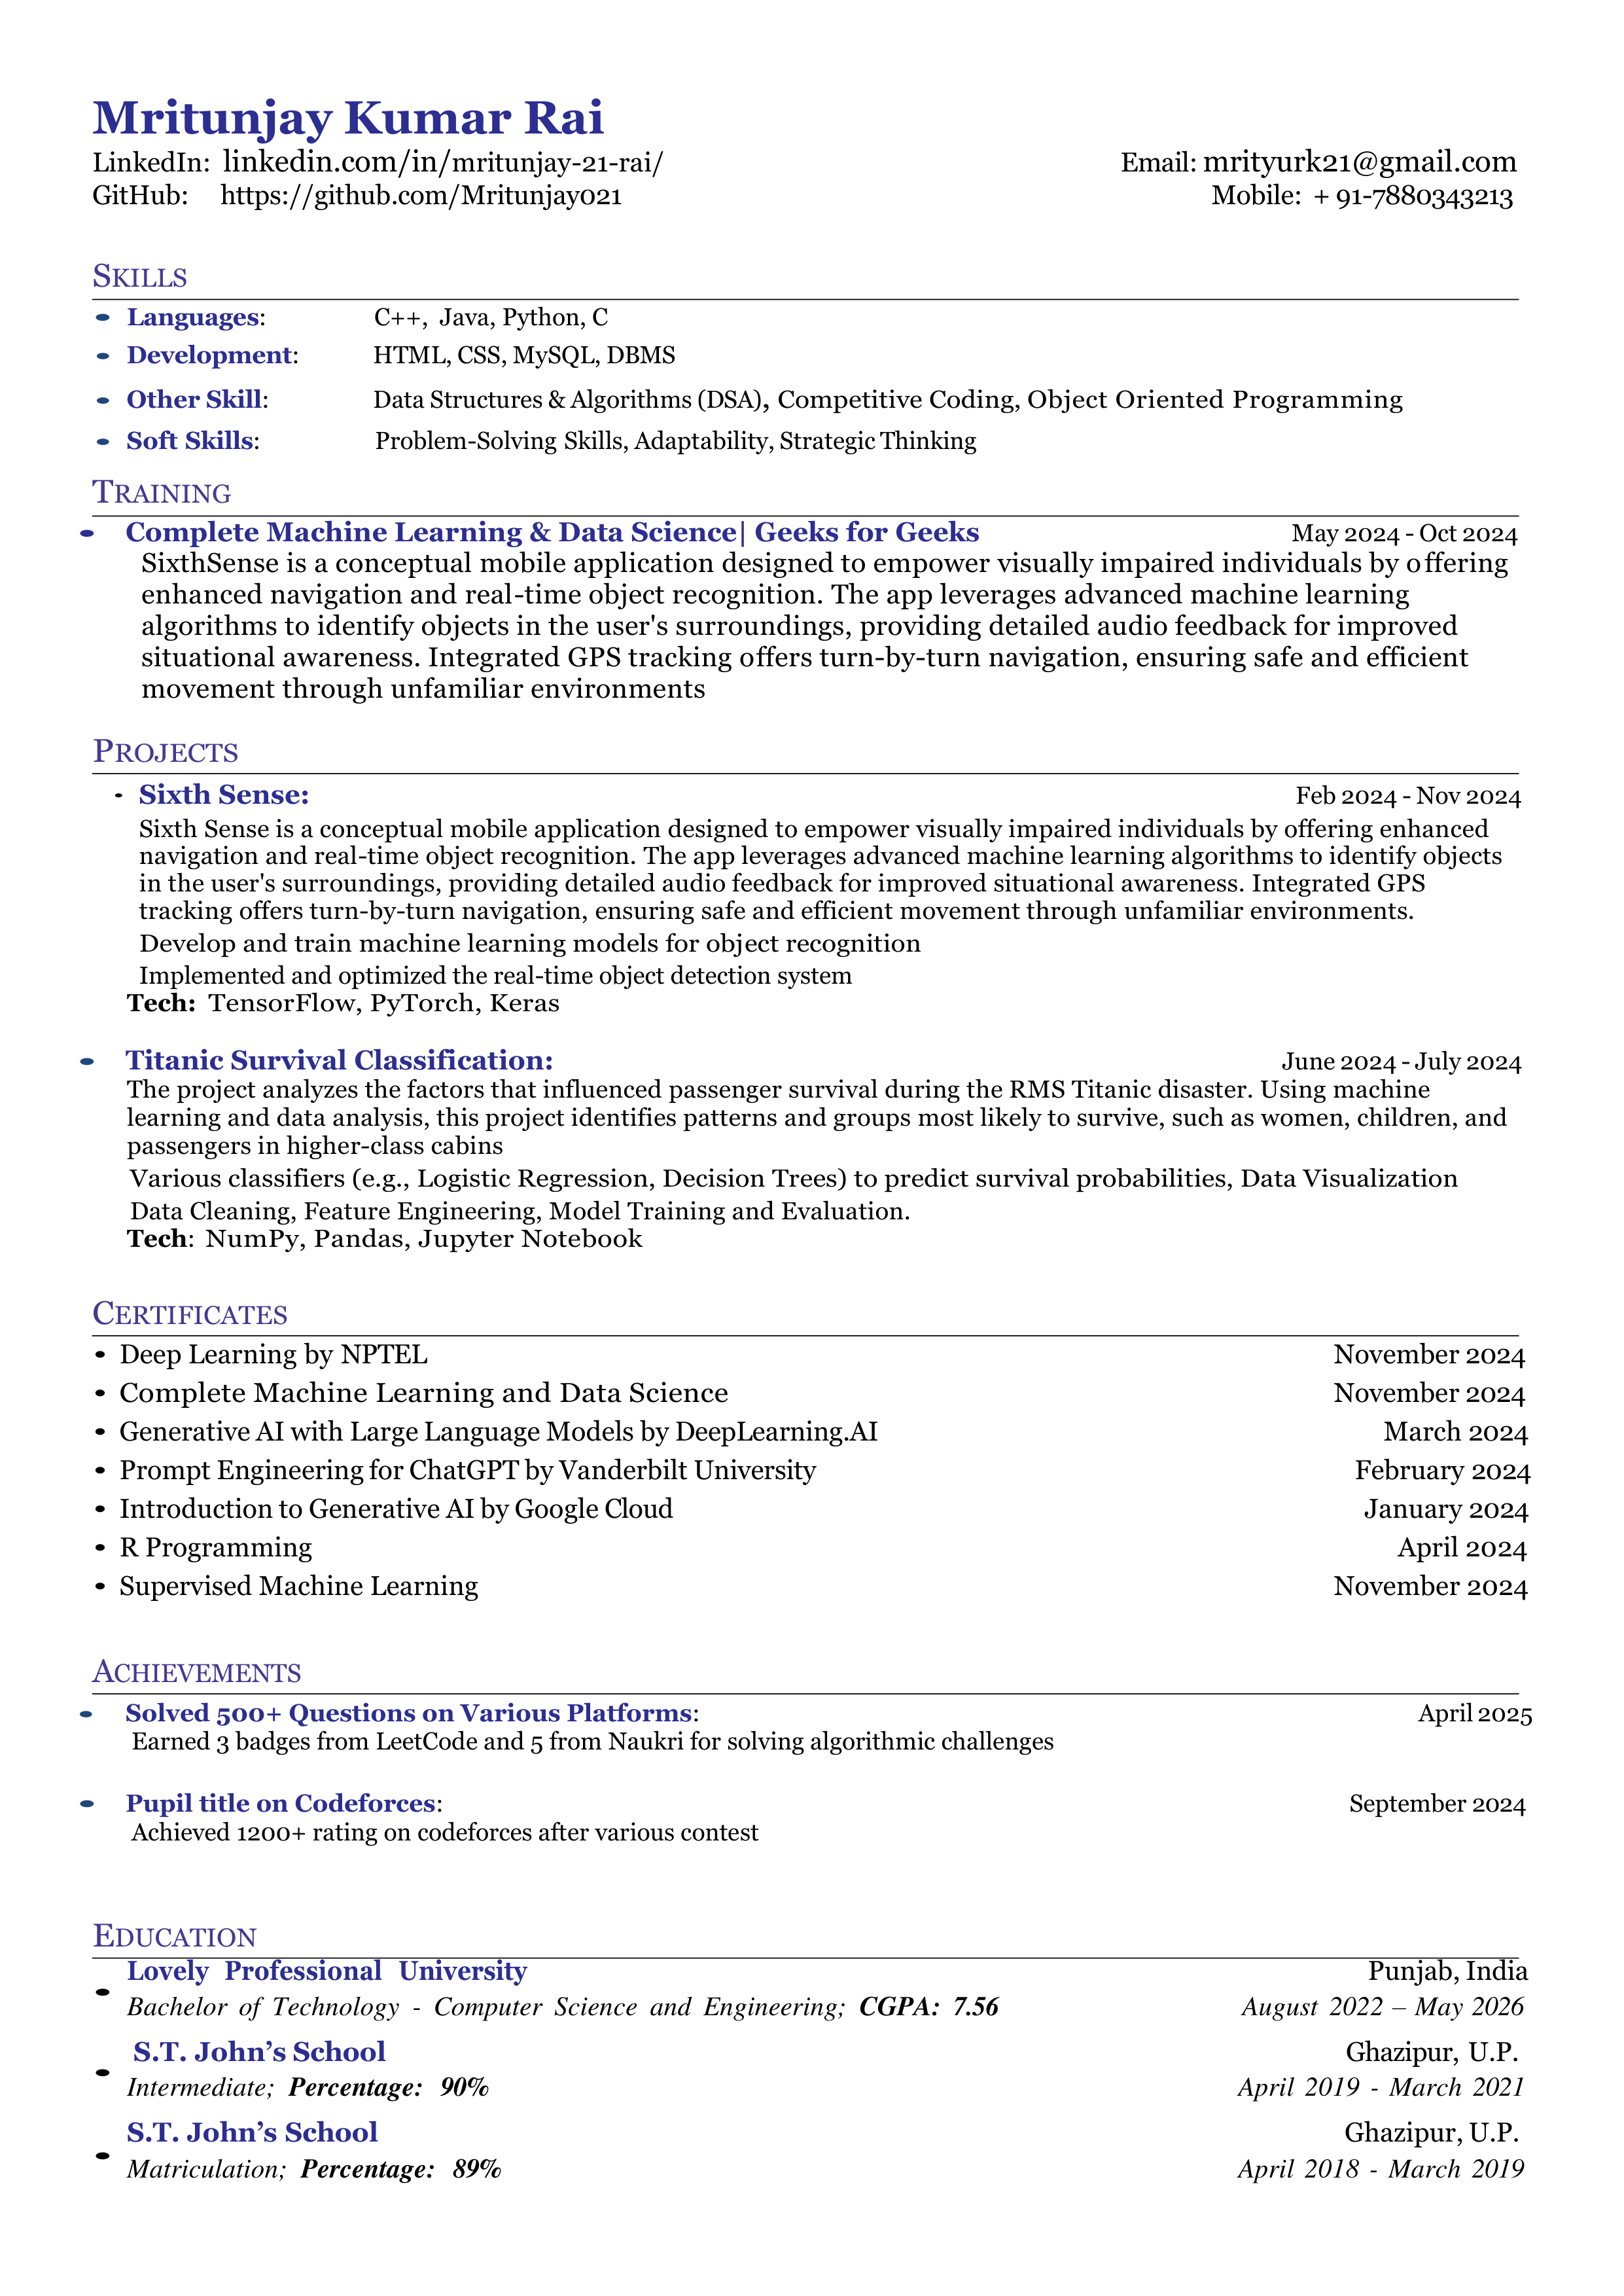 Mritunjay Kumar Rai
LinkedIn: linkedin.com/in/mritunjay-21-rai/ Email: mrityurk21@gmail.com
GitHub: https://github.com/Mritunjay021 Mobile: + 91-7880343213
SKILLS
• Languages: C++, Java, Python, C
• Development: HTML, CSS, MySQL, DBMS
• Other Skill: Data Structures & Algorithms (DSA), Competitive Coding, Object Oriented Programming
• Soft Skills: Problem-Solving Skills, Adaptability, Strategic Thinking
TRAINING
• Complete Machine Learning & Data Science| Geeks for Geeks May 2024 - Oct 2024
SixthSense is a conceptual mobile application designed to empower visually impaired individuals by offering
enhanced navigation and real-time object recognition. The app leverages advanced machine learning
algorithms to identify objects in the user's surroundings, providing detailed audio feedback for improved
situational awareness. Integrated GPS tracking offers turn-by-turn navigation, ensuring safe and efficient
movement through unfamiliar environments
PROJECTS
• Sixth Sense: Feb 2024 - Nov 2024
Sixth Sense is a conceptual mobile application designed to empower visually impaired individuals by offering enhanced
navigation and real-time object recognition. The app leverages advanced machine learning algorithms to identify objects
in the user's surroundings, providing detailed audio feedback for improved situational awareness. Integrated GPS
tracking offers turn-by-turn navigation, ensuring safe and efficient movement through unfamiliar environments.
Develop and train machine learning models for object recognition
Implemented and optimized the real-time object detection system
Tech: TensorFlow, PyTorch, Keras
• Titanic Survival Classification: June 2024 - July 2024
The project analyzes the factors that influenced passenger survival during the RMS Titanic disaster. Using machine
learning and data analysis, this project identifies patterns and groups most likely to survive, such as women, children, and
passengers in higher-class cabins
Various classifiers (e.g., Logistic Regression, Decision Trees) to predict survival probabilities, Data Visualization
Data Cleaning, Feature Engineering, Model Training and Evaluation.
Tech: NumPy, Pandas, Jupyter Notebook
CERTIFICATES
• Deep Learning by NPTEL November 2024
• Complete Machine Learning and Data Science November 2024
• Generative AI with Large Language Models by DeepLearning.AI March 2024
• Prompt Engineering for ChatGPT by Vanderbilt University February 2024
• Introduction to Generative AI by Google Cloud January 2024
• R Programming April 2024
• Supervised Machine Learning November 2024
ACHIEVEMENTS
• Solved 500+ Questions on Various Platforms: April 2025
Earned 3 badges from LeetCode and 5 from Naukri for solving algorithmic challenges
• Pupil title on Codeforces: September 2024
Achieved 1200+ rating on codeforces after various contest
EDUCATION
• Lovely Professional University Punjab, India
Bachelor of Technology - Computer Science and Engineering; CGPA: 7.56 August 2022 – May 2026
• S.T. John’s School Ghazipur, U.P.
Intermediate; Percentage: 90% April 2019 - March 2021
• S.T. John’s School Ghazipur, U.P.
Matriculation; Percentage: 89% April 2018 - March 2019